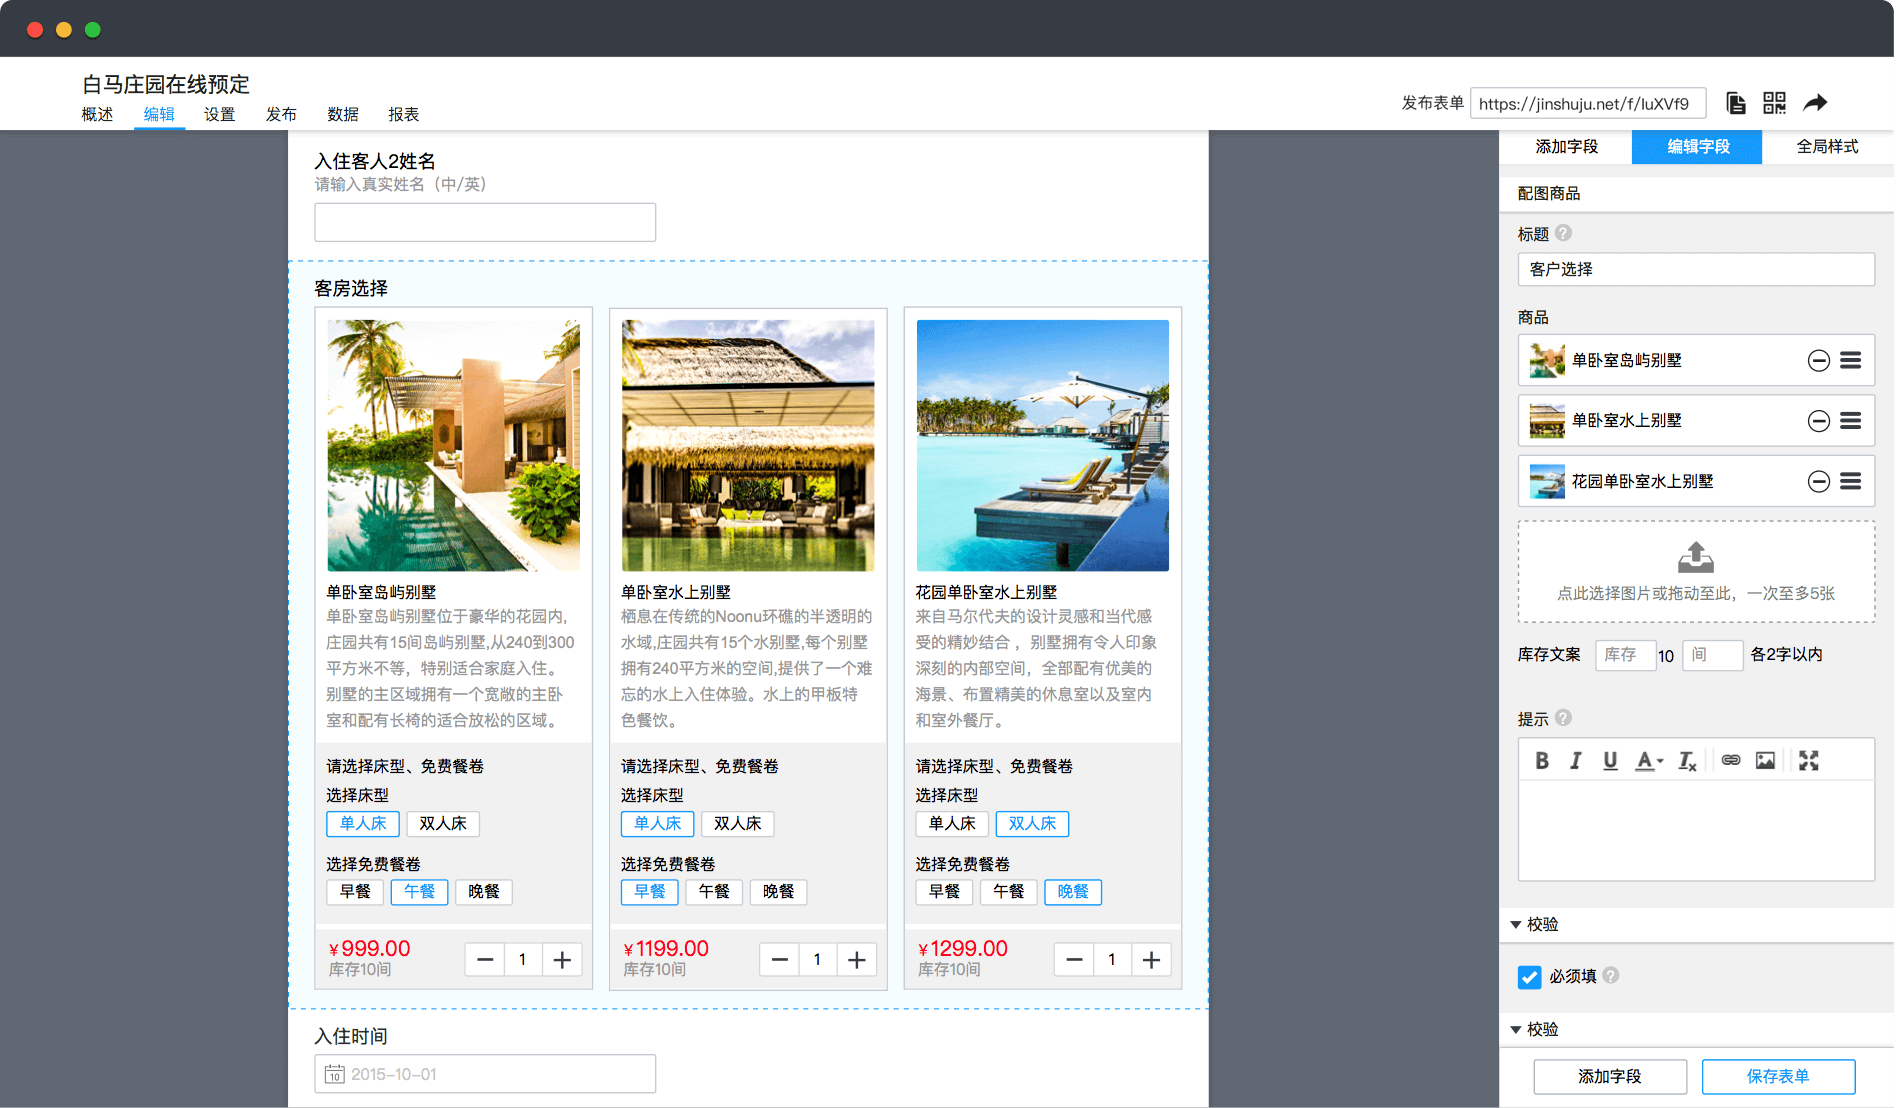 白马庄园在线预定
概述 编辑 设置 发布 数据 报表
发布表单 https://jinshuju.net/f/IuXVf9
入住客人2姓名
请输入真实姓名（中/英）
客房选择
单卧室岛屿别墅
单卧室岛屿别墅位于豪华的花园内,
庄园共有15间岛屿别墅,从240到300
平方米不等，特别适合家庭入住。
别墅的主区域拥有一个宽敞的主卧
室和配有长椅的适合放松的区域。
请选择床型、免费餐卷
选择床型
单人床 双人床
选择免费餐卷
早餐 午餐 晚餐
¥999.00
库存10间
1
单卧室水上别墅
栖息在传统的Noonu环礁的半透明的
水域,庄园共有15个水别墅,每个别墅
拥有240平方米的空间,提供了一个难
忘的水上入住体验。水上的甲板特
色餐饮。
请选择床型、免费餐卷
选择床型
单人床 双人床
选择免费餐卷
早餐 午餐 晚餐
¥1199.00
库存10间
1
花园单卧室水上别墅
来自马尔代夫的设计灵感和当代感
受的精妙结合 ，别墅拥有令人印象
深刻的内部空间，全部配有优美的
海景、布置精美的休息室以及室内
和室外餐厅。
请选择床型、免费餐卷
选择床型
单人床 双人床
选择免费餐卷
早餐 午餐 晚餐
¥1299.00
库存10间
1
入住时间
10 2015-10-01
添加字段 编辑字段 全局样式
配图商品
标题 ?
客户选择
商品
单卧室岛屿别墅
单卧室水上别墅
花园单卧室水上别墅
点此选择图片或拖动至此，一次至多5张
库存文案 库存 10 间 各2字以内
提示 ?
B I U A Tx
校验
必须填 ?
校验
添加字段 保存表单